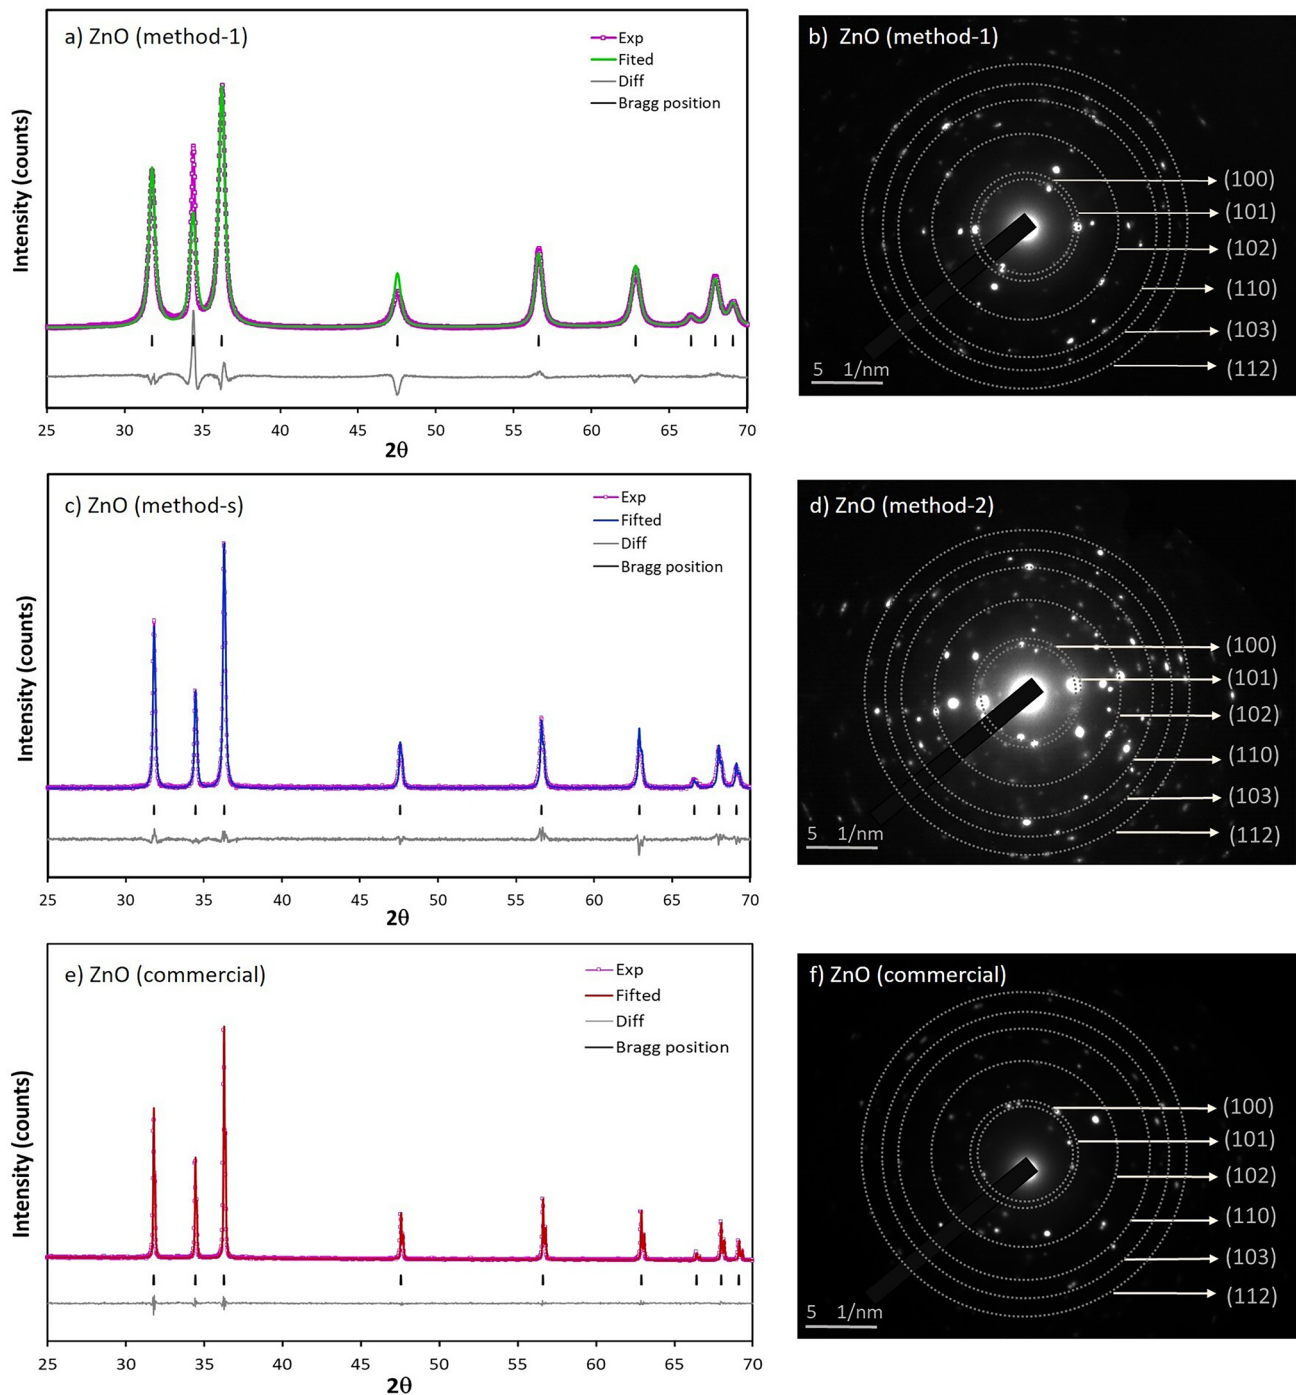 a) ZnO (method-1)
Exp
Fited
Diff
Bragg position
Intensity (counts)
25 30 35 40 45 50 55 60 65 70
2θ
b) ZnO (method-1)
(100)
(101)
(102)
(110)
(103)
(112)
5 1/nm
c) ZnO (method-s)
Exp
Fifted
Diff
Bragg position
Intensity (counts)
25 30 35 40 45 50 55 60 65 70
2θ
d) ZnO (method-2)
(100)
(101)
(102)
(110)
(103)
(112)
5 1/nm
e) ZnO (commercial)
Exp
Fifted
Diff
Bragg position
Intensity (counts)
25 30 35 40 45 50 55 60 65 70
2θ
f) ZnO (commercial)
(100)
(101)
(102)
(110)
(103)
(112)
5 1/nm